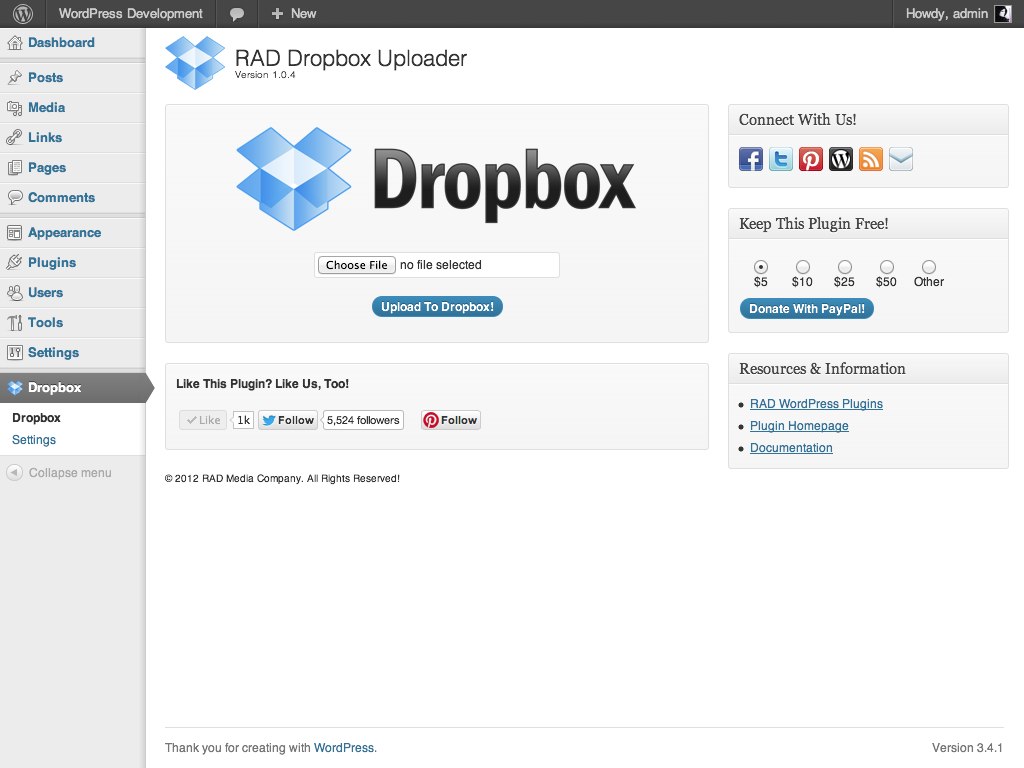 WordPress Development
New
Howdy, admin
Dashboard
Posts
Media
Links
Pages
Comments
Appearance
Plugins
Users
Tools
Settings
Dropbox
Dropbox
Settings
Collapse menu
RAD Dropbox Uploader
Version 1.0.4
Dropbox
Choose File no file selected
Upload To Dropbox!
Like This Plugin? Like Us, Too!
Like 1k Follow 5,524 followers Follow
© 2012 RAD Media Company. All Rights Reserved!
Connect With Us!
Keep This Plugin Free!
$5 $10 $25 $50 Other
Donate With PayPal!
Resources & Information
RAD WordPress Plugins
Plugin Homepage
Documentation
Thank you for creating with WordPress.
Version 3.4.1